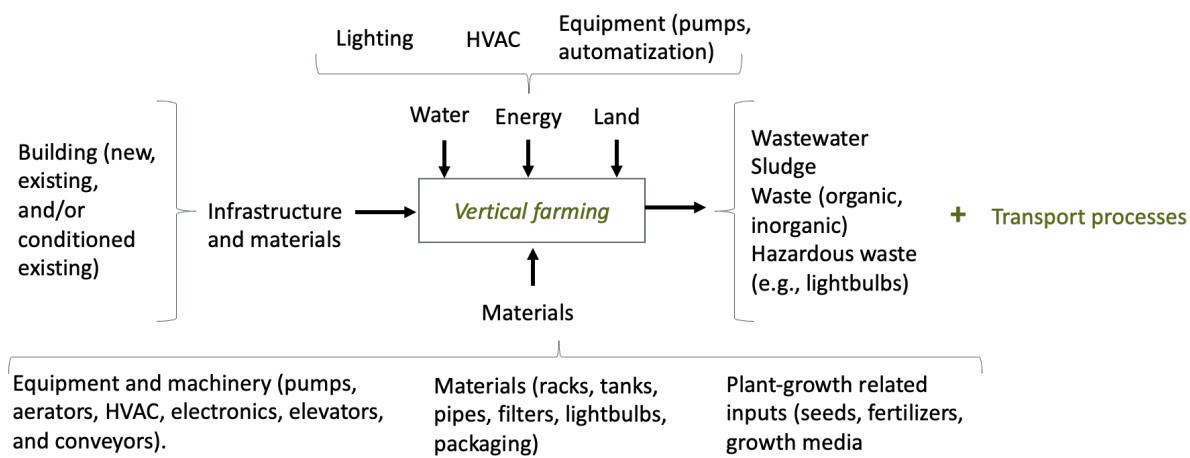 Lighting
HVAC
Equipment (pumps,
automatization)
Water
Energy
Land
Building (new,
existing,
and/or
conditioned
existing)
Infrastructure
and materials
Vertical farming
Wastewater
Sludge
Waste (organic,
inorganic)
Hazardous waste
(e.g., lightbulbs)
+ Transport processes
Materials
Equipment and machinery (pumps,
aerators, HVAC, electronics, elevators,
and conveyors).
Materials (racks, tanks,
pipes, filters, lightbulbs,
packaging)
Plant-growth related
inputs (seeds, fertilizers,
growth media